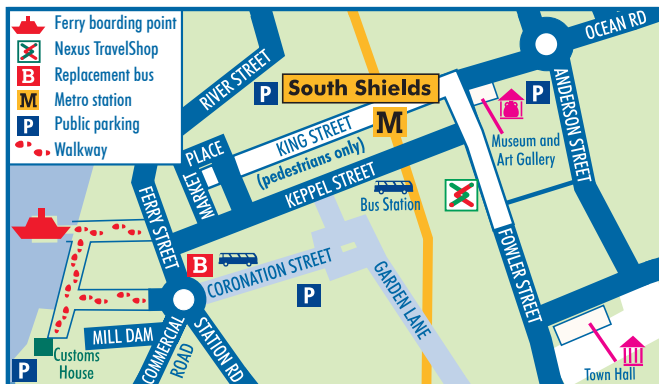 Ferry boarding point
Nexus TravelShop
B Replacement bus
M Metro station
P Public parking
Walkway
OCEAN RD
RIVER STREET
P
South Shields
M
P
ANDERSON STREET
KING STREET
(pedestrians only)
Museum and
Art Gallery
MARKET PLACE
KEPPEL STREET
Bus Station
FERRY STREET
FOWLER STREET
B
CORONATION STREET
P
GARDEN LANE
MILL DAM
COMMERCIAL
ROAD
STATION RD
Customs
House
P
Town Hall